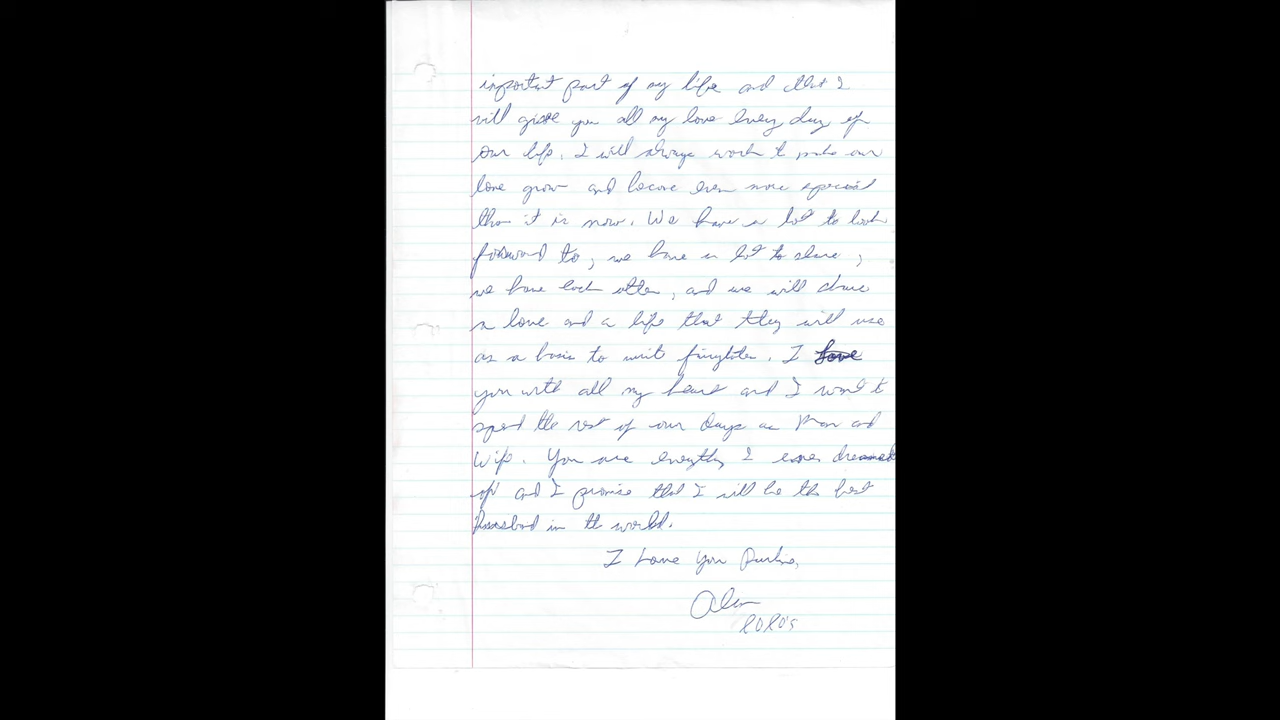 important part of my life and that I
will give you all my love every day of
our life. I will always work to make our
love grow and become even more special
than it is now. We have a lot to look
forward to, we have a lot to share,
we have each other, and we will share
a love and a life that they will use
as a basis to write fairytales. I love
you with all my heart and I want to
spend the rest of our days as Man and
Wife. You are everything I ever dreamed
of and I promise that I will be the best
Husband in the world.
I Love You Darling,